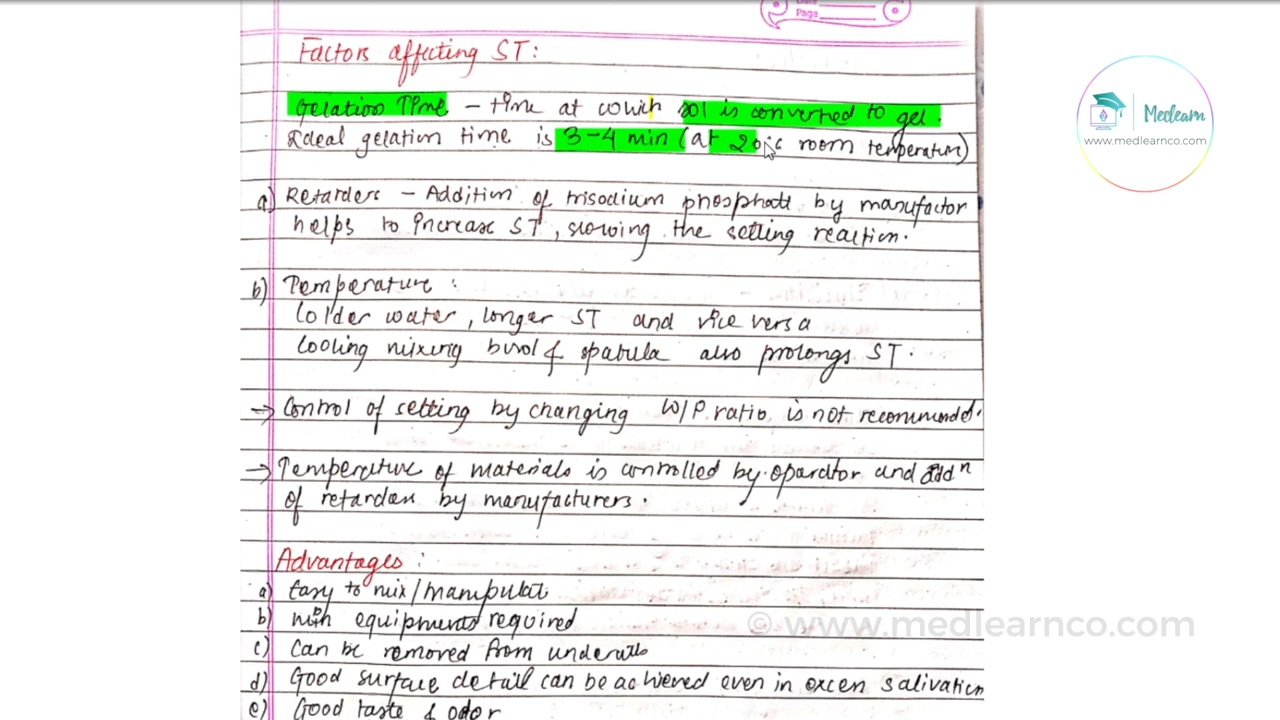 Page
Factors affecting ST:
Gelation Time - time at which sol is converted to gel.
Ideal gelation time is 3-4 min (at 20°c room temperature)
a) Retarders - Addition of trisodium phosphate by manufactor
helps to increase ST, slowing the setting reaction.
b) Temperature :
Colder water, longer ST and vice versa
Cooling mixing bowl & spatula also prolongs ST.
→ Control of setting by changing W/P ratio is not recommended.
→ Temperature of materials is controlled by operator and addn
of retarders by manufacturers.
Advantages :
a) Easy to mix/manipulate
b) min equipments required
c) Can be removed from undercuts
d) Good surface detail can be achieved even in excess salivation
e) Good taste & odor
Medlearn
www.medlearnco.com
© www.medlearnco.com